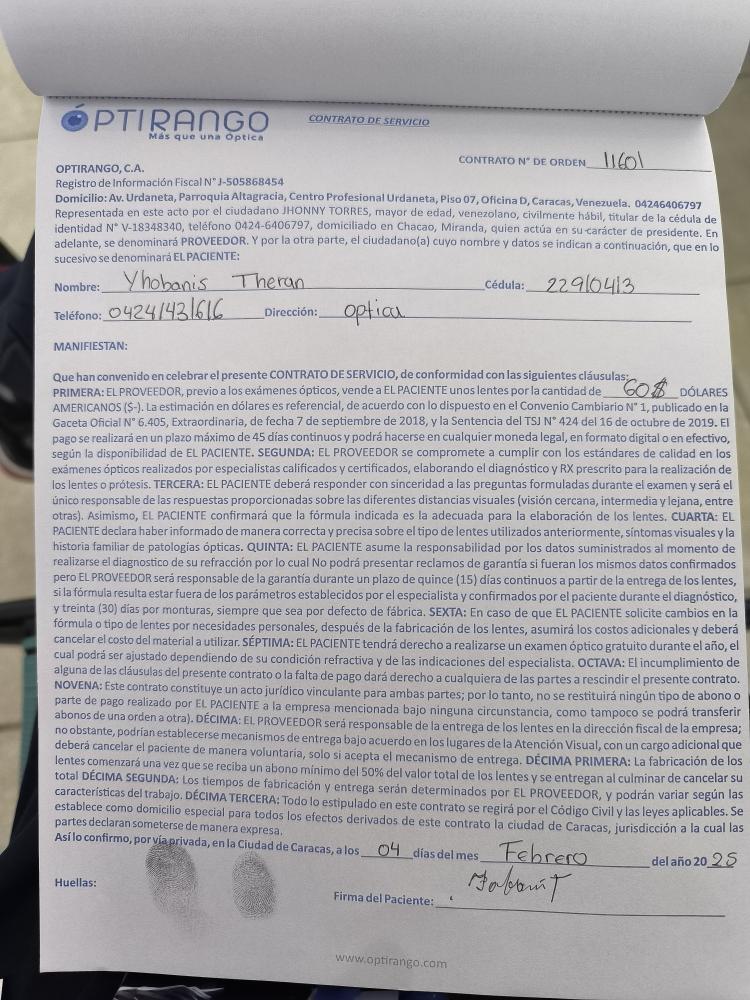 ÓPTIRANGO
Más que una Óptica
CONTRATO DE SERVICIO
CONTRATO N° DE ORDEN 11601
OPTIRANGO, C.A.
Registro de Información Fiscal N° J-505868454
Domicilio: Av. Urdaneta, Parroquia Altagracia, Centro Profesional Urdaneta, Piso 07, Oficina D, Caracas, Venezuela. 04246406797
Representada en este acto por el ciudadano JHONNY TORRES, mayor de edad, venezolano, civilmente hábil, titular de la cédula de
identidad N° V-18348340, teléfono 0424-6406797, domiciliado en Chacao, Miranda, quien actúa en su carácter de presidente. En
adelante, se denominará PROVEEDOR. Y por la otra parte, el ciudadano(a) cuyo nombre y datos se indican a continuación, que en lo
sucesivo se denominará EL PACIENTE:
Nombre: Yhobanis Theran Cédula: 22910413
Teléfono: 04241431616 Dirección: optica
MANIFIESTAN:
Que han convenido en celebrar el presente CONTRATO DE SERVICIO, de conformidad con las siguientes cláusulas:
PRIMERA: EL PROVEEDOR, previo a los exámenes ópticos, vende a EL PACIENTE unos lentes por la cantidad de 60$ DÓLARES
AMERICANOS ($-). La estimación en dólares es referencial, de acuerdo con lo dispuesto en el Convenio Cambiario N° 1, publicado en la
Gaceta Oficial N° 6.405, Extraordinaria, de fecha 7 de septiembre de 2018, y la Sentencia del TSJ N° 424 del 16 de octubre de 2019. El
pago se realizará en un plazo máximo de 45 días continuos y podrá hacerse en cualquier moneda legal, en formato digital o en efectivo,
según la disponibilidad de EL PACIENTE. SEGUNDA: EL PROVEEDOR se compromete a cumplir con los estándares de calidad en los
exámenes ópticos realizados por especialistas calificados y certificados, elaborando el diagnóstico y RX prescrito para la realización de
los lentes o prótesis. TERCERA: EL PACIENTE deberá responder con sinceridad a las preguntas formuladas durante el examen y será el
único responsable de las respuestas proporcionadas sobre las diferentes distancias visuales (visión cercana, intermedia y lejana, entre
otras). Asimismo, EL PACIENTE confirmará que la fórmula indicada es la adecuada para la elaboración de los lentes. CUARTA: EL
PACIENTE declara haber informado de manera correcta y precisa sobre el tipo de lentes utilizados anteriormente, síntomas visuales y la
historia familiar de patologías ópticas. QUINTA: EL PACIENTE asume la responsabilidad por los datos suministrados al momento de
realizarse el diagnostico de su refracción por lo cual No podrá presentar reclamos de garantía si fueran los mismos datos confirmados
pero EL PROVEEDOR será responsable de la garantía durante un plazo de quince (15) días continuos a partir de la entrega de los lentes,
si la fórmula resulta estar fuera de los parámetros establecidos por el especialista y confirmados por el paciente durante el diagnóstico,
y treinta (30) días por monturas, siempre que sea por defecto de fábrica. SEXTA: En caso de que EL PACIENTE solicite cambios en la
fórmula o tipo de lentes por necesidades personales, después de la fabricación de los lentes, asumirá los costos adicionales y deberá
cancelar el costo del material a utilizar. SÉPTIMA: EL PACIENTE tendrá derecho a realizarse un examen óptico gratuito durante el año, el
cual podrá ser ajustado dependiendo de su condición refractiva y de las indicaciones del especialista. OCTAVA: El incumplimiento de
alguna de las cláusulas del presente contrato o la falta de pago dará derecho a cualquiera de las partes a rescindir el presente contrato.
NOVENA: Este contrato constituye un acto jurídico vinculante para ambas partes; por lo tanto, no se restituirá ningún tipo de abono o
parte de pago realizado por EL PACIENTE a la empresa mencionada bajo ninguna circunstancia, como tampoco se podrá transferir
abonos de una orden a otra). DÉCIMA: EL PROVEEDOR será responsable de la entrega de los lentes en la dirección fiscal de la empresa;
no obstante, podrían establecerse mecanismos de entrega bajo acuerdo en los lugares de la Atención Visual, con un cargo adicional que
deberá cancelar el paciente de manera voluntaria, solo si acepta el mecanismo de entrega. DÉCIMA PRIMERA: La fabricación de los
lentes comenzará una vez que se reciba un abono mínimo del 50% del valor total de los lentes y se entregan al culminar de cancelar su
total DÉCIMA SEGUNDA: Los tiempos de fabricación y entrega serán determinados por EL PROVEEDOR, y podrán variar según las
características del trabajo. DÉCIMA TERCERA: Todo lo estipulado en este contrato se regirá por el Código Civil y las leyes aplicables. Se
establece como domicilio especial para todos los efectos derivados de este contrato la ciudad de Caracas, jurisdicción a la cual las
partes declaran someterse de manera expresa.
Así lo confirmo, por vía privada, en la Ciudad de Caracas, a los 04 días del mes Febrero del año 2025
Huellas:
Firma del Paciente:
www.optirango.com